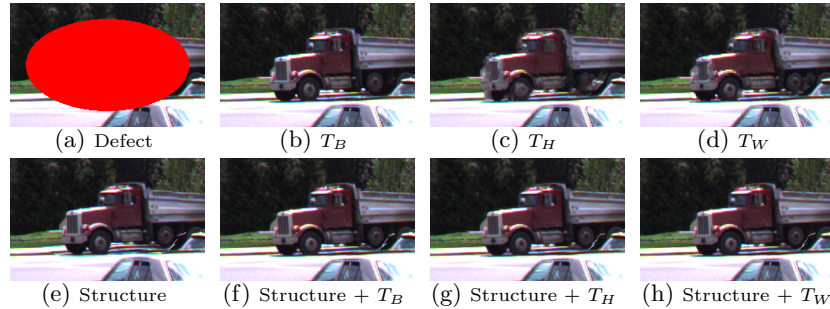 (a) Defect
(b) T_B
(c) T_H
(d) T_W
(e) Structure
(f) Structure + T_B
(g) Structure + T_H
(h) Structure + T_W